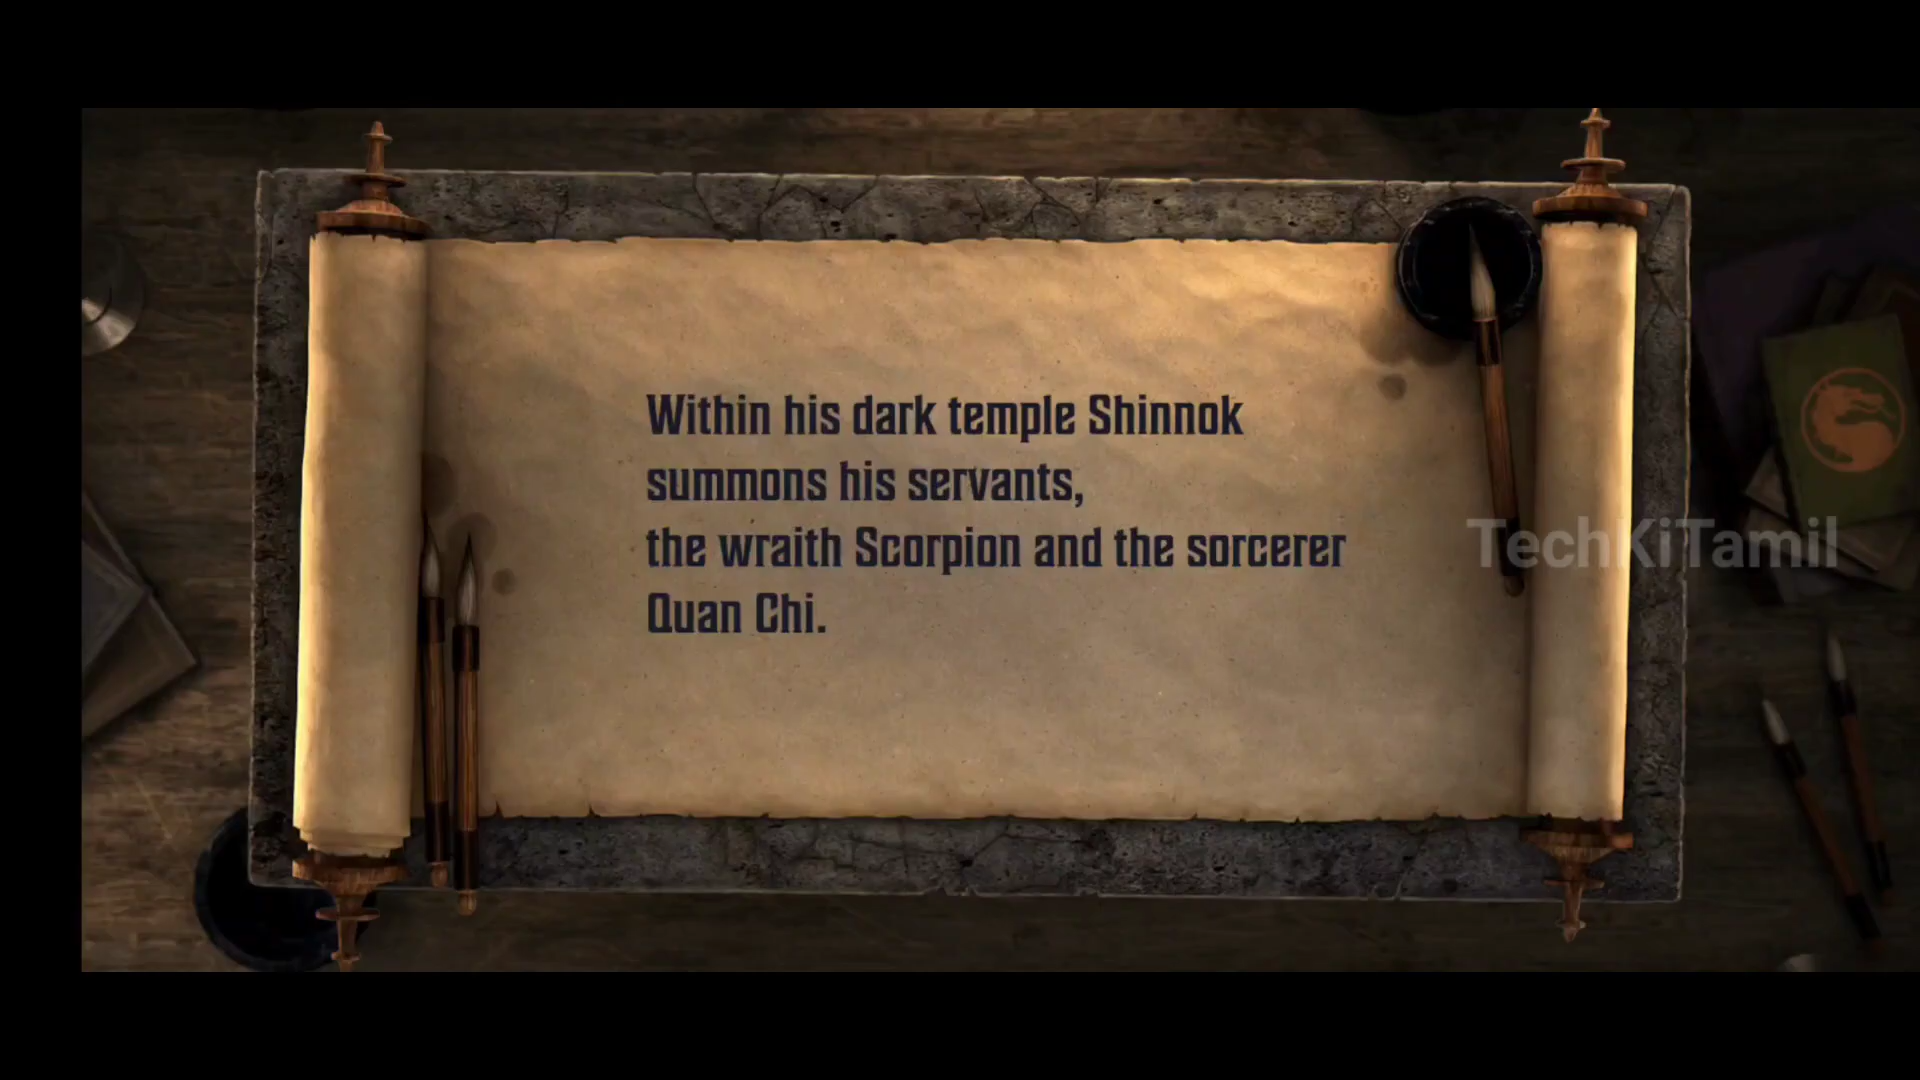 Within his dark temple Shinnok
summons his servants,
the wraith Scorpion and the sorcerer
Quan Chi.
TechKiTamil